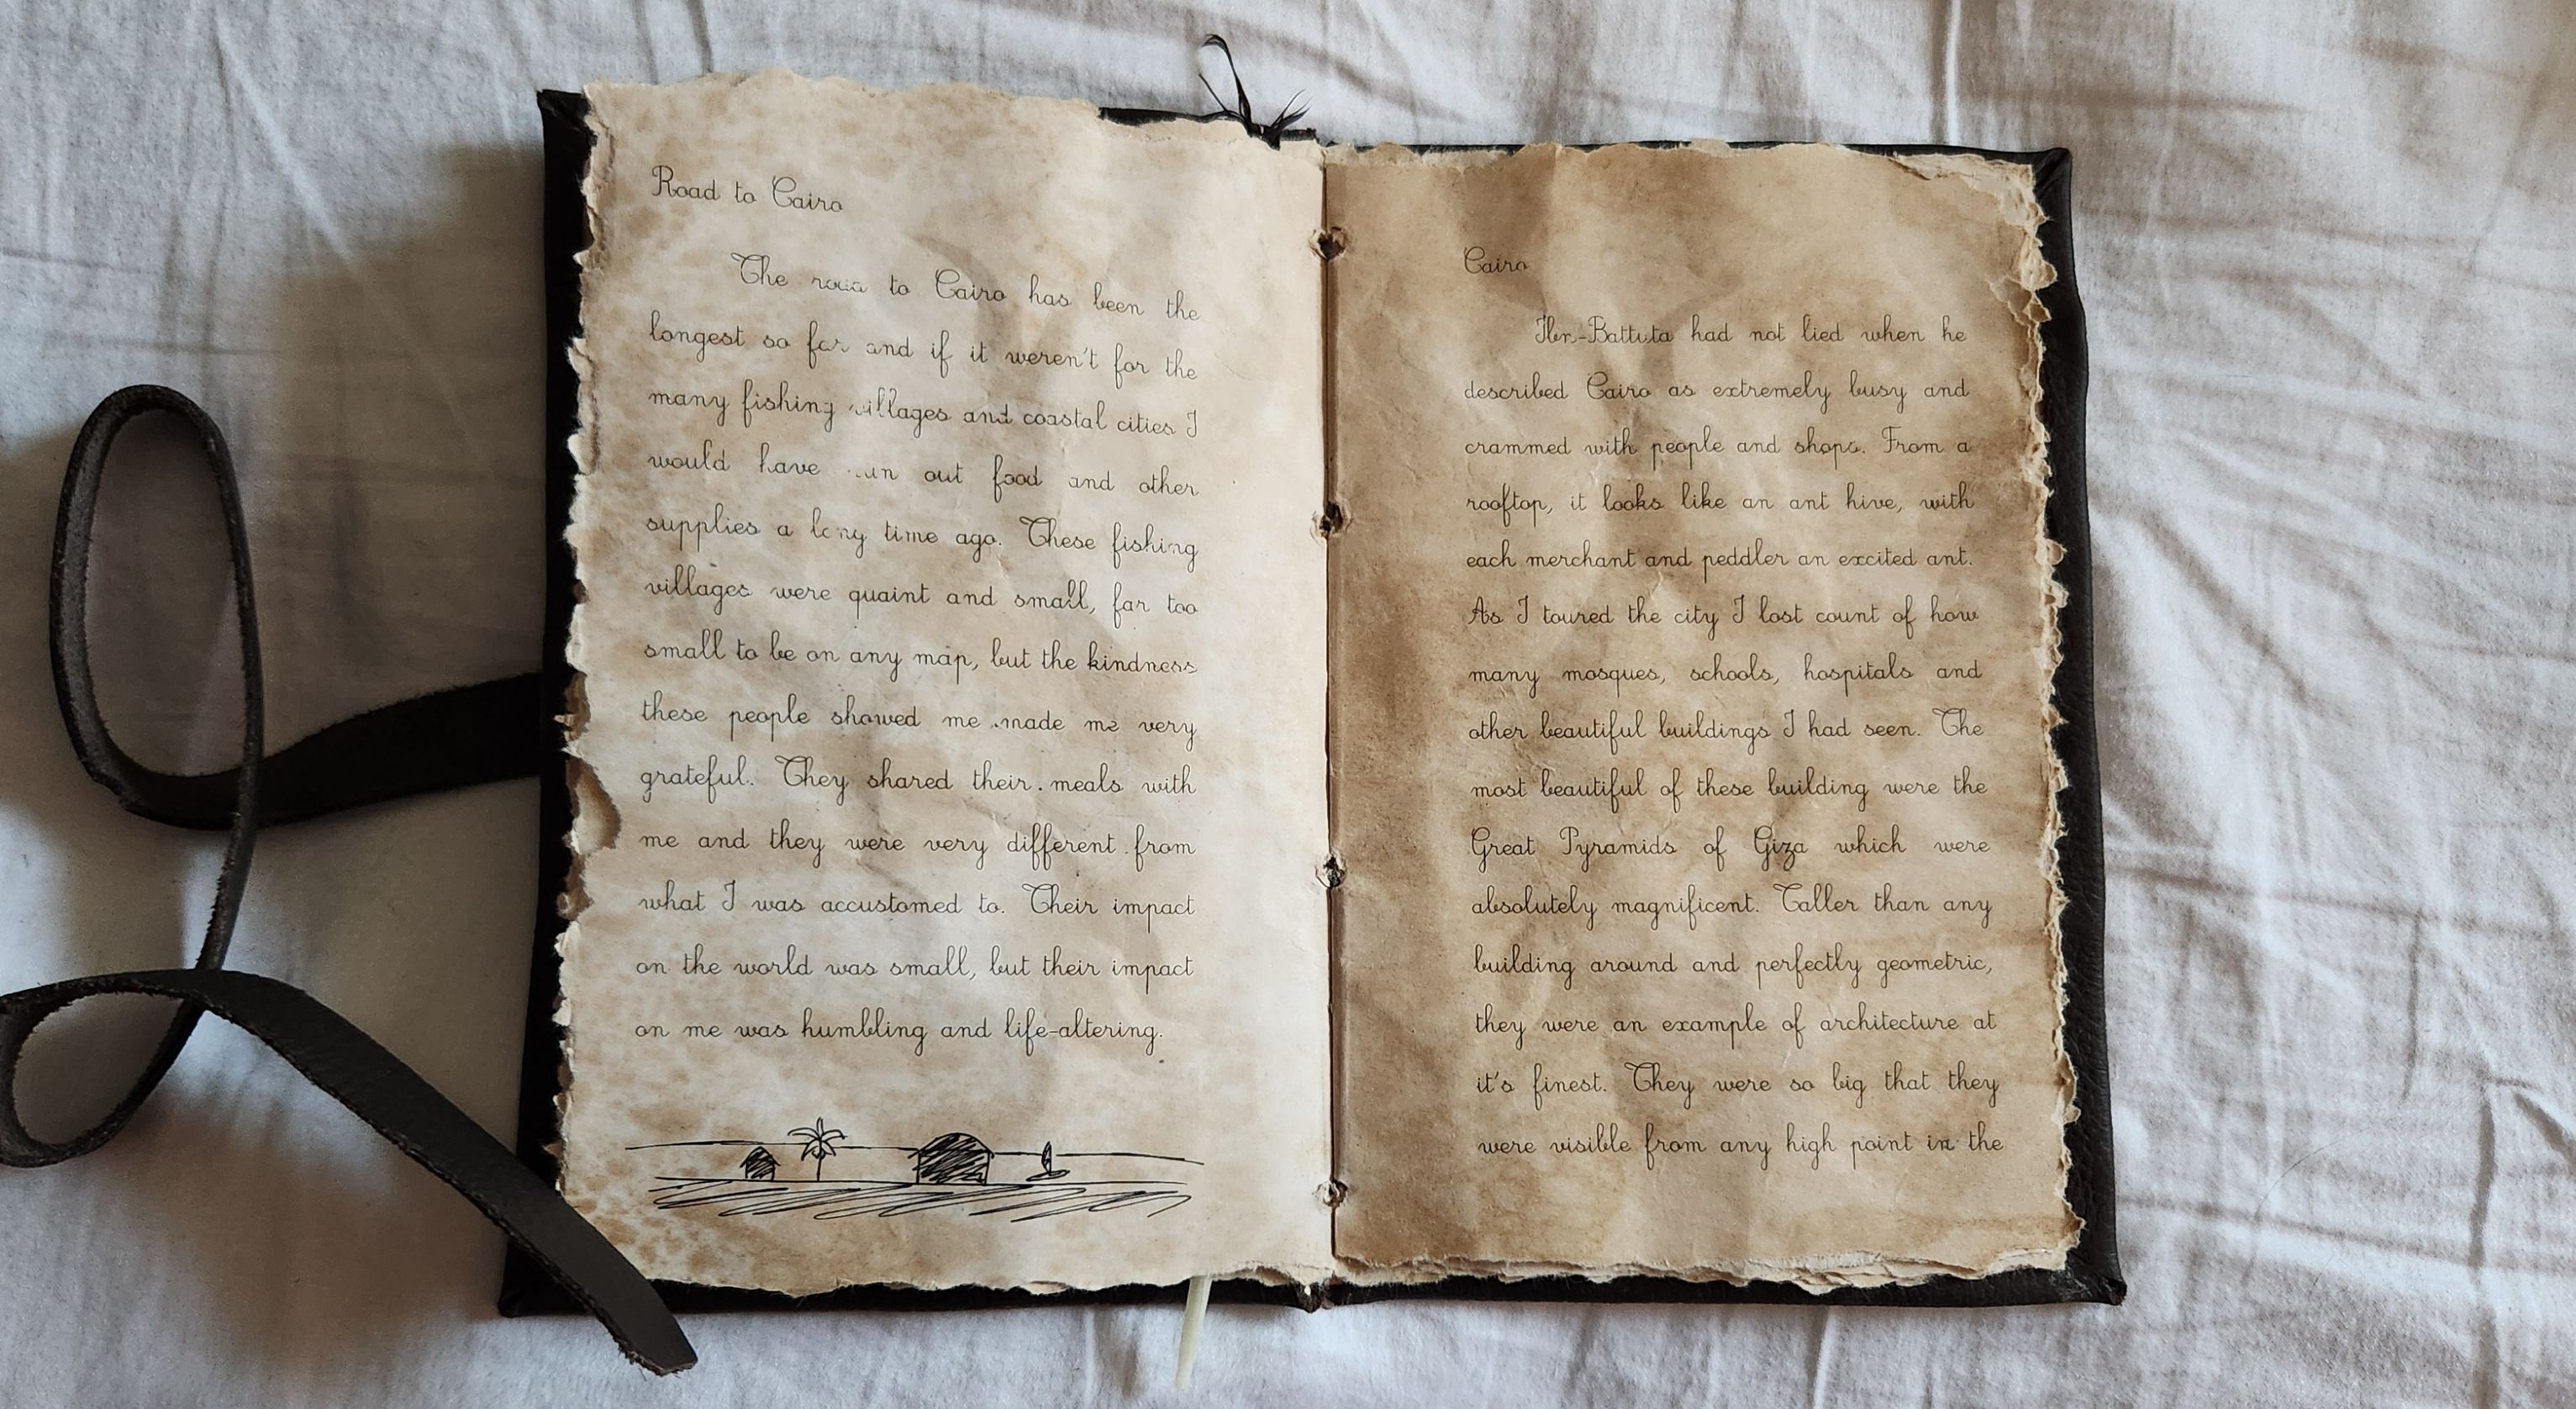 Road to Cairo
The road to Cairo has been the
longest so far and if it weren't for the
many fishing villages and coastal cities I
would have run out food and other
supplies a long time ago. These fishing
villages were quaint and small, far too
small to be on any map, but the kindness
these people showed me made me very
grateful. They shared their meals with
me and they were very different from
what I was accustomed to. Their impact
on the world was small, but their impact
on me was humbling and life-altering.
Cairo
Ibn-Battuta had not lied when he
described Cairo as extremely busy and
crammed with people and shops. From a
rooftop, it looks like an ant hive, with
each merchant and peddler an excited ant.
As I toured the city I lost count of how
many mosques, schools, hospitals and
other beautiful buildings I had seen. The
most beautiful of these building were the
Great Pyramids of Giza which were
absolutely magnificent. Taller than any
building around and perfectly geometric,
they were an example of architecture at
it's finest. They were so big that they
were visible from any high point in the